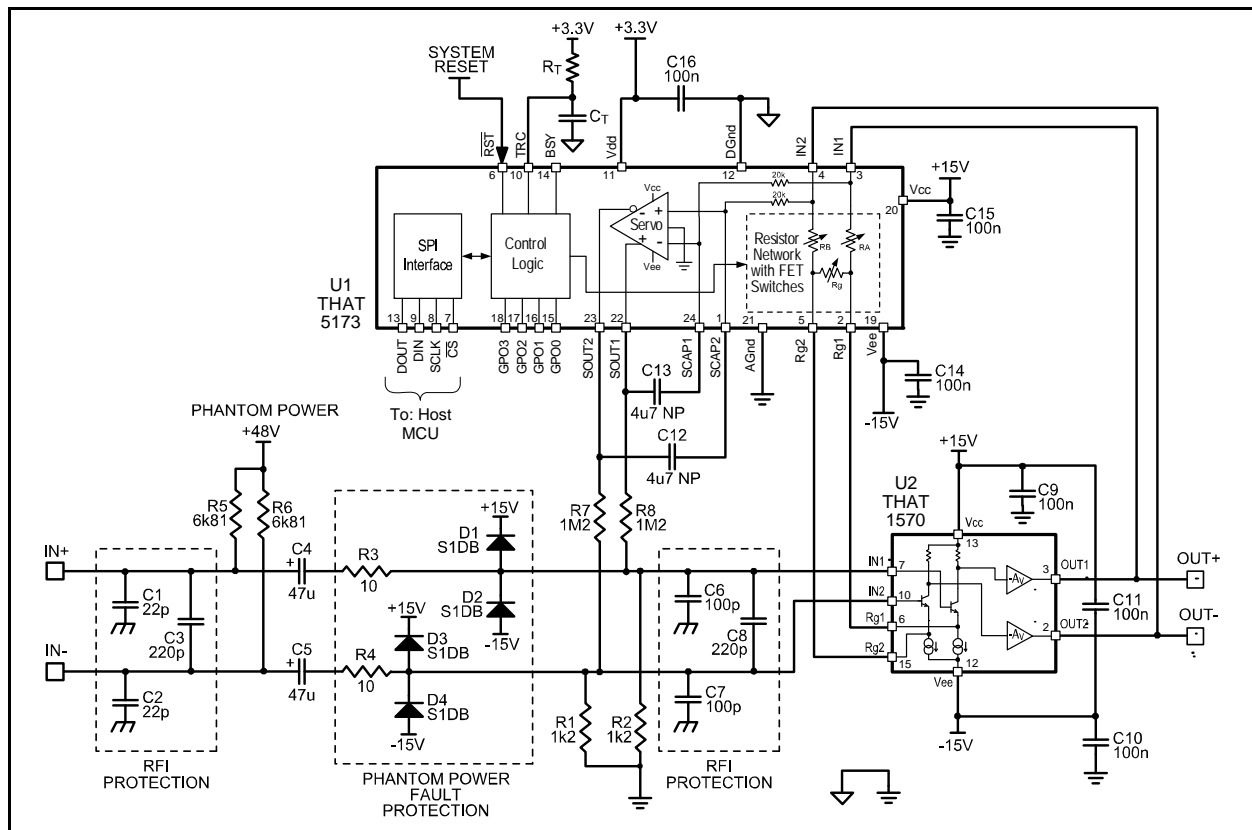 +3.3V
+3.3V
SYSTEM
RESET
RT
CT
C16
100n
RST
TRC
BSY
Vdd
DGnd
IN2
IN1
6
10
14
11
12
4
3
+15V
Vcc
20
C15
100n
20k
20k
Vcc
Servo
Vee
- +
+ -
SPI
Interface
Control
Logic
Resistor
Network
with FET
Switches
RB
RA
Rg
U1
THAT
5173
13
9
8
7
18
17
16
15
23
22
24
1
21
5
2
19
DOUT
DIN
SCLK
CS
GPO3
GPO2
GPO1
GPO0
SOUT2
SOUT1
SCAP1
SCAP2
AGnd
Rg2
Rg1
Vee
C14
100n
-15V
To: Host
MCU
C13
4u7 NP
C12
4u7 NP
PHANTOM POWER
+48V
R5
6k81
R6
6k81
R7
1M2
R8
1M2
+15V
C9
100n
U2
THAT
1570
Vcc
13
IN1
7
IN2
10
Rg1
6
Rg2
15
-AV
-AV
3
OUT1
2
OUT2
12
Vee
OUT+
-
OUT-
-
C11
100n
C10
100n
-15V
IN+
IN-
C1
22p
C2
22p
C3
220p
RFI
PROTECTION
C4
+
47u
C5
+
47u
R3
10
R4
10
+15V
D1
S1DB
D2
S1DB
-15V
+15V
D3
S1DB
D4
S1DB
-15V
PHANTOM POWER
FAULT
PROTECTION
R1
1k2
R2
1k2
C6
100p
C7
100p
C8
220p
RFI
PROTECTION